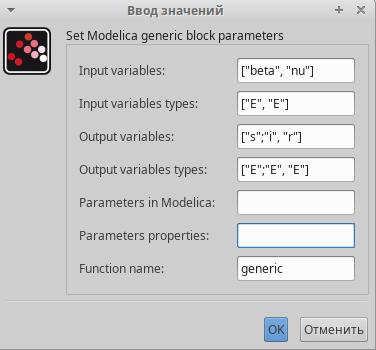 Ввод значений
Set Modelica generic block parameters
Input variables: ["beta", "nu"]
Input variables types: ["E", "E"]
Output variables: ["s";"i", "r"]
Output variables types: ["E";"E", "E"]
Parameters in Modelica:
Parameters properties:
Function name: generic
OK Отменить